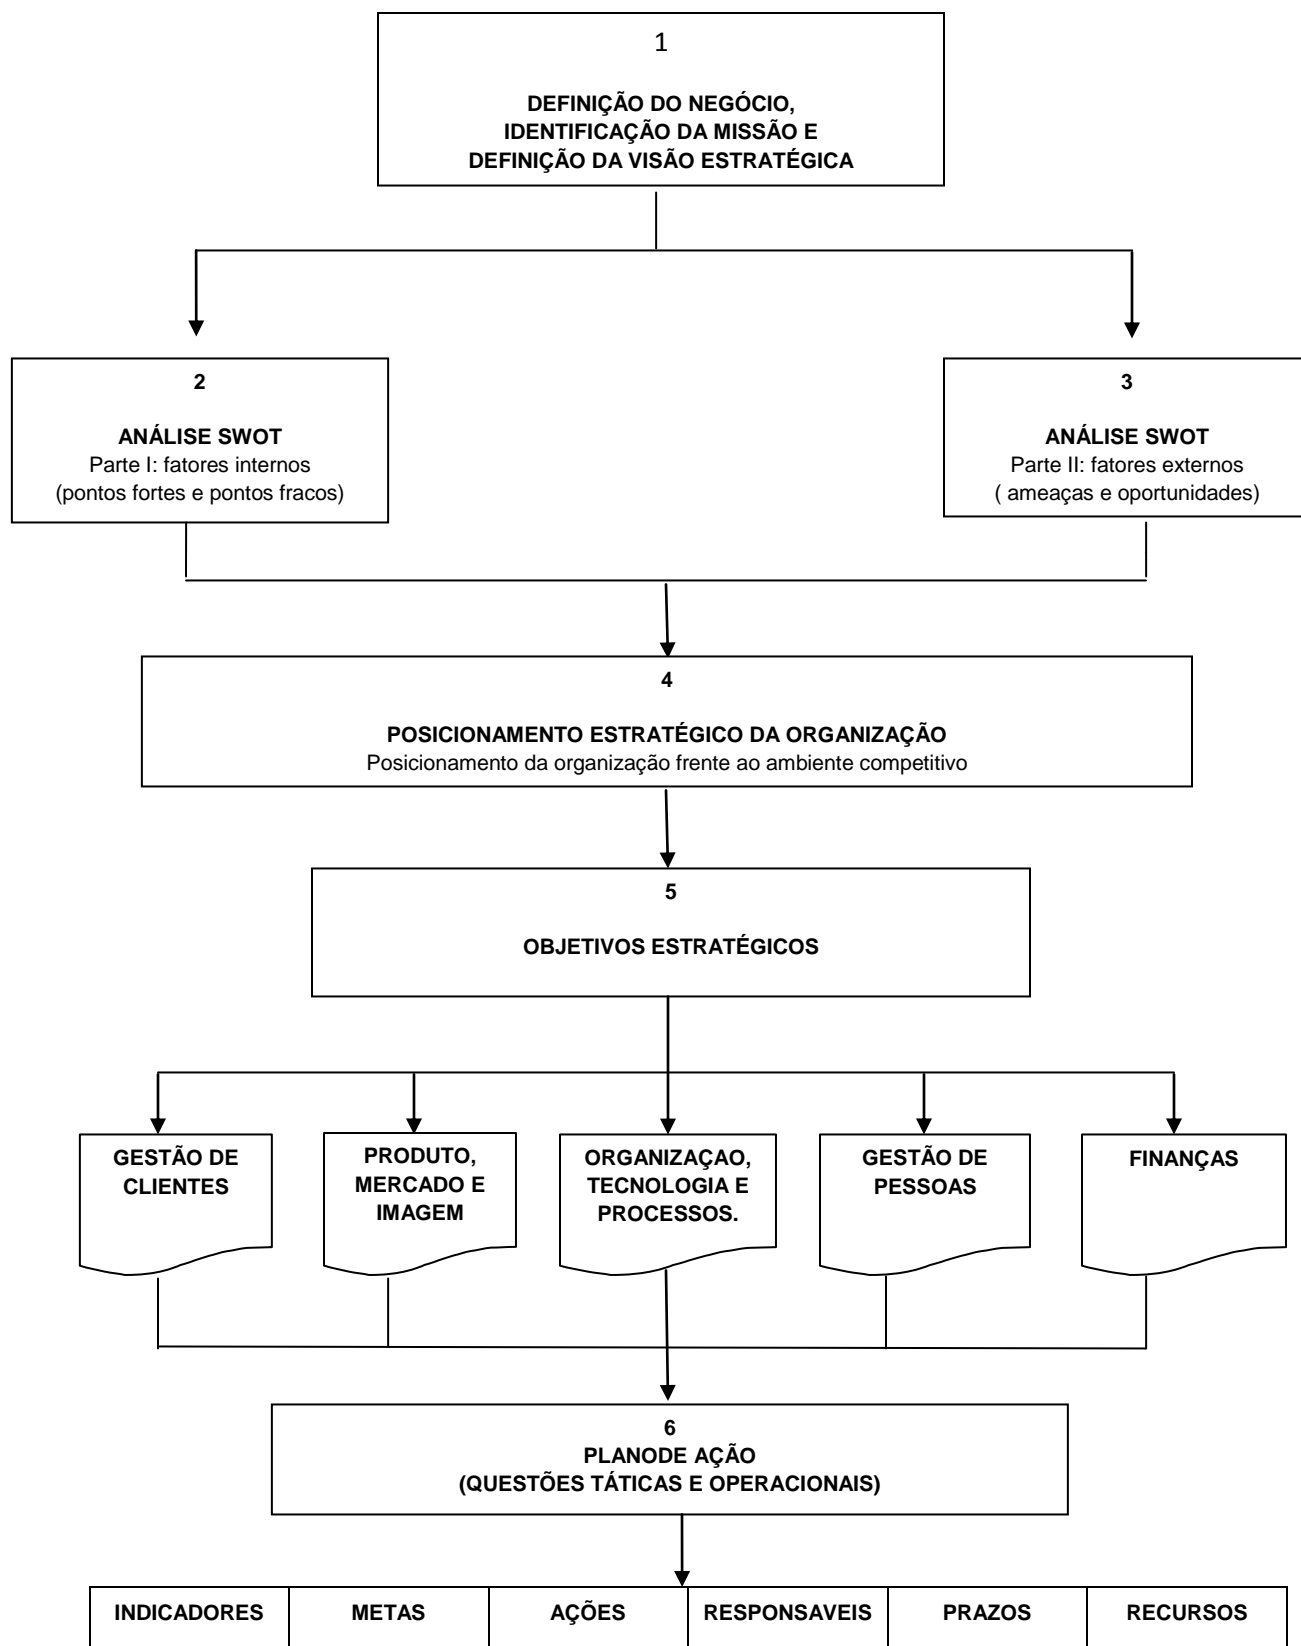 1
DEFINIÇÃO DO NEGÓCIO,
IDENTIFICAÇÃO DA MISSÃO E
DEFINIÇÃO DA VISÃO ESTRATÉGICA
2
ANÁLISE SWOT
Parte I: fatores internos
(pontos fortes e pontos fracos)
3
ANÁLISE SWOT
Parte II: fatores externos
( ameaças e oportunidades)
4
POSICIONAMENTO ESTRATÉGICO DA ORGANIZAÇÃO
Posicionamento da organização frente ao ambiente competitivo
5
OBJETIVOS ESTRATÉGICOS
GESTÃO DE
CLIENTES
PRODUTO,
MERCADO E
IMAGEM
ORGANIZAÇAO,
TECNOLOGIA E
PROCESSOS.
GESTÃO DE
PESSOAS
FINANÇAS
6
PLANODE AÇÃO
(QUESTÕES TÁTICAS E OPERACIONAIS)
INDICADORES
METAS
AÇÕES
RESPONSAVEIS
PRAZOS
RECURSOS